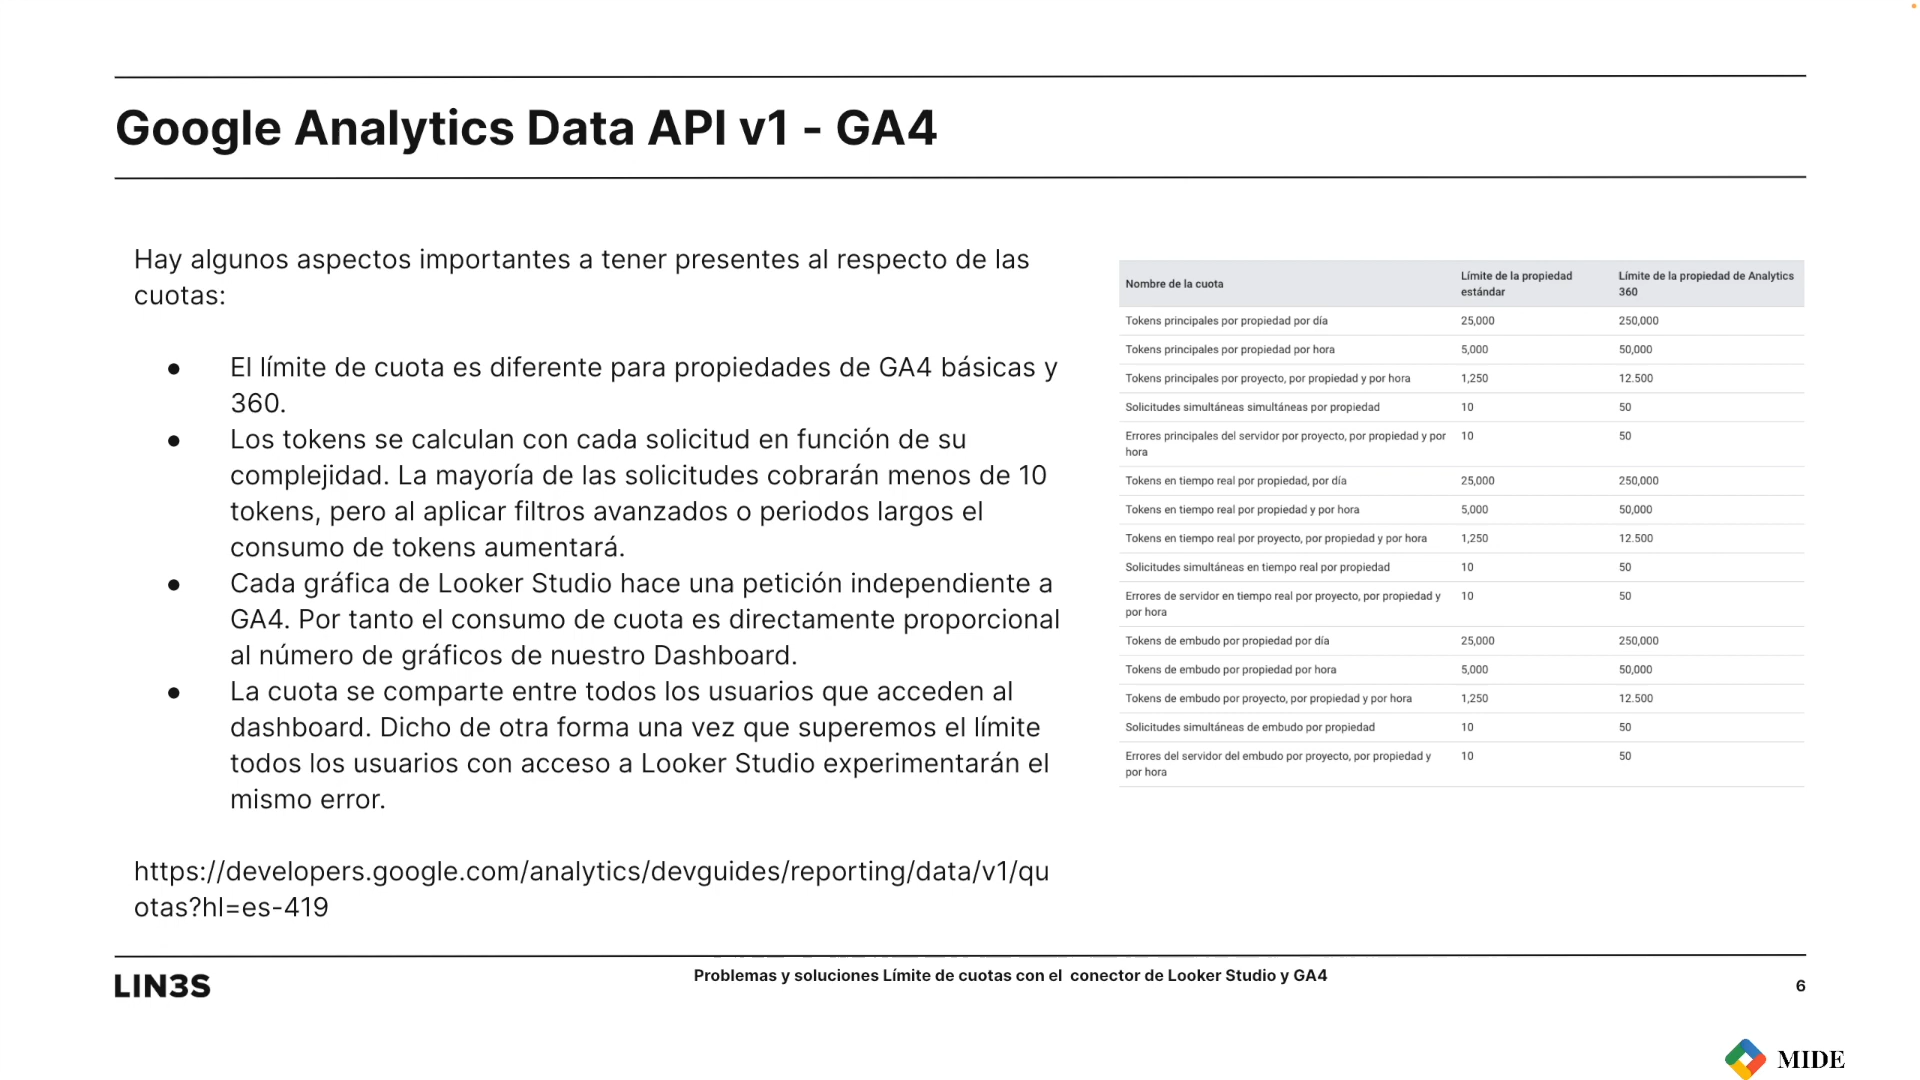 Google Analytics Data API v1 - GA4
Hay algunos aspectos importantes a tener presentes al respecto de las
cuotas:
● El límite de cuota es diferente para propiedades de GA4 básicas y
360.
● Los tokens se calculan con cada solicitud en función de su
complejidad. La mayoría de las solicitudes cobrarán menos de 10
tokens, pero al aplicar filtros avanzados o periodos largos el
consumo de tokens aumentará.
● Cada gráfica de Looker Studio hace una petición independiente a
GA4. Por tanto el consumo de cuota es directamente proporcional
al número de gráficos de nuestro Dashboard.
● La cuota se comparte entre todos los usuarios que acceden al
dashboard. Dicho de otra forma una vez que superemos el límite
todos los usuarios con acceso a Looker Studio experimentarán el
mismo error.
https://developers.google.com/analytics/devguides/reporting/data/v1/qu
otas?hl=es-419
Nombre de la cuota Límite de la propiedad estándar Límite de la propiedad de Analytics 360
Tokens principales por propiedad por día 25,000 250,000
Tokens principales por propiedad por hora 5,000 50,000
Tokens principales por proyecto, por propiedad y por hora 1,250 12.500
Solicitudes simultáneas simultáneas por propiedad 10 50
Errores principales del servidor por proyecto, por propiedad y por 10 50
hora
Tokens en tiempo real por propiedad, por día 25,000 250,000
Tokens en tiempo real por propiedad y por hora 5,000 50,000
Tokens en tiempo real por proyecto, por propiedad y por hora 1,250 12.500
Solicitudes simultáneas en tiempo real por propiedad 10 50
Errores de servidor en tiempo real por proyecto, por propiedad y 10 50
por hora
Tokens de embudo por propiedad por día 25,000 250,000
Tokens de embudo por propiedad por hora 5,000 50,000
Tokens de embudo por proyecto, por propiedad y por hora 1,250 12.500
Solicitudes simultáneas de embudo por propiedad 10 50
Errores del servidor del embudo por proyecto, por propiedad y 10 50
por hora
LIN3S
Problemas y soluciones Límite de cuotas con el conector de Looker Studio y GA4
6
MIDE